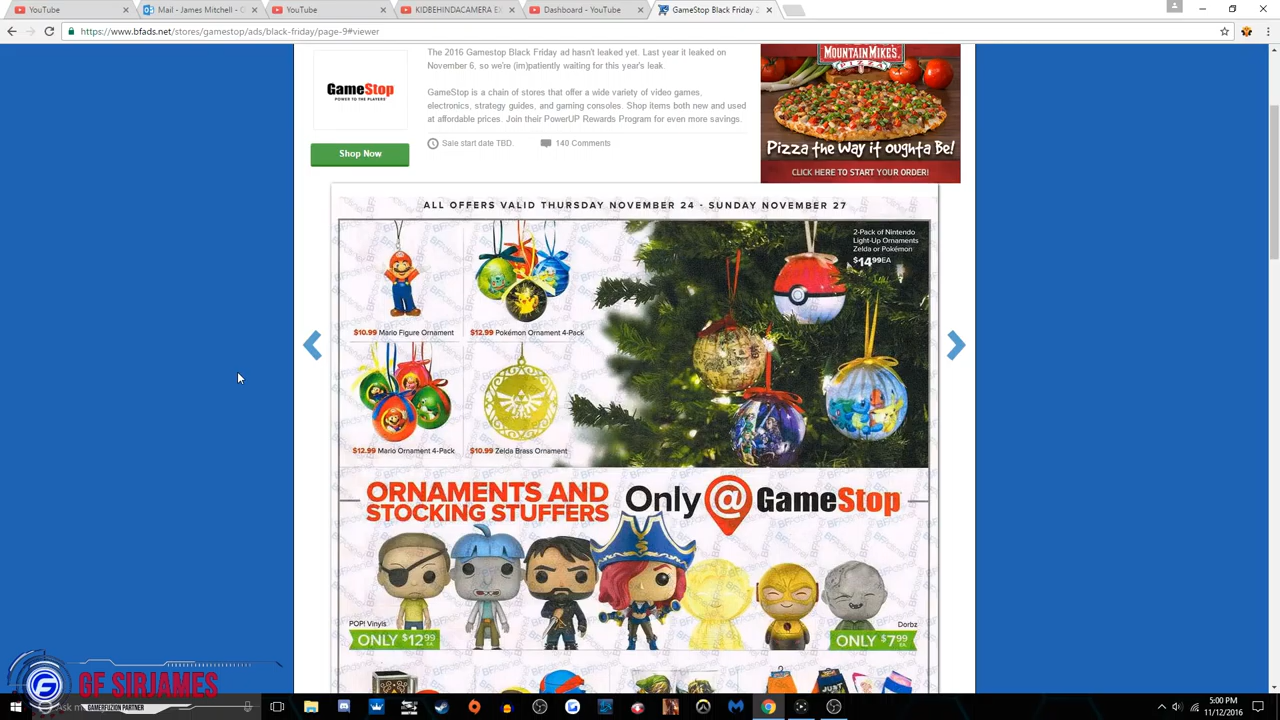 YouTube
Mail - James Mitchell - O
YouTube
KIDBEHINDACAMERA E
Dashboard - YouTube
GameStop Black Friday 2
https://www.bfads.net/stores/gamestop/ads/black-friday/page-9#viewer
The 2016 Gamestop Black Friday ad hasn't leaked yet. Last year it leaked on
November 6, so we're (im)patiently waiting for this year's leak.
GameStop
POWER TO THE PLAYERS
GameStop is a chain of stores that offer a wide variety of video games,
electronics, strategy guides, and gaming consoles. Shop items both new and used
at affordable prices. Join their PowerUP Rewards Program for even more savings.
Shop Now
Sale start date TBD.
140 Comments
MOUNTAIN MIKE'S
PIZZA
Pizza the Way it oughta Be!
CLICK HERE TO START YOUR ORDER!
ALL OFFERS VALID THURSDAY NOVEMBER 24 - SUNDAY NOVEMBER 27
2-Pack of Nintendo
Light-Up Ornaments
Zelda or Pokémon
$14.99EA
$10.99 Mario Figure Ornament
$12.99 Pokémon Ornament 4-Pack
$12.99 Mario Ornament 4-Pack
$10.99 Zelda Brass Ornament
ORNAMENTS AND
STOCKING STUFFERS
Only @ GameStop
POP! Vinyls
ONLY $12.99 EA.
Dorbz
ONLY $7.99 EA.
JUST
GF SIRJAMES
GAMERFUZION PARTNER
Ask m
5:00 PM
11/12/2016